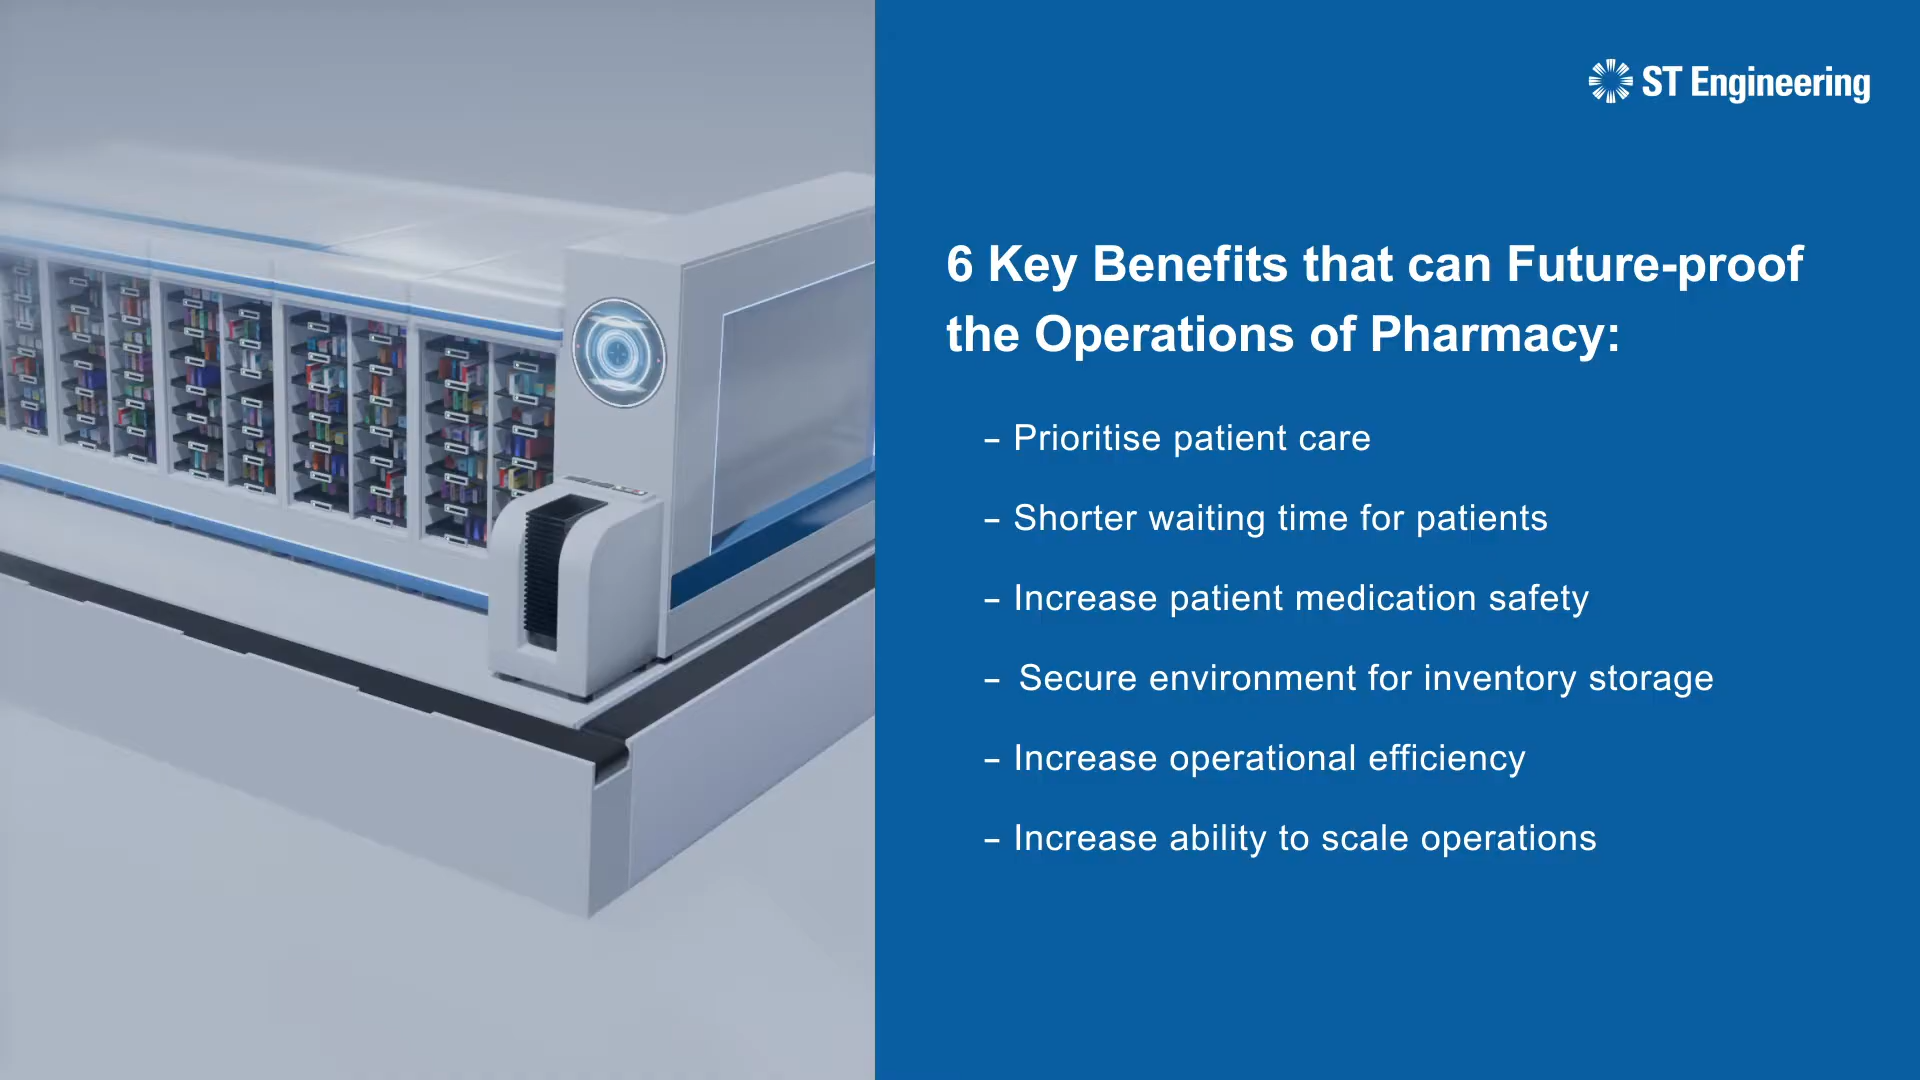 ST Engineering
6 Key Benefits that can Future-proof
the Operations of Pharmacy:
– Prioritise patient care
– Shorter waiting time for patients
– Increase patient medication safety
– Secure environment for inventory storage
– Increase operational efficiency
– Increase ability to scale operations